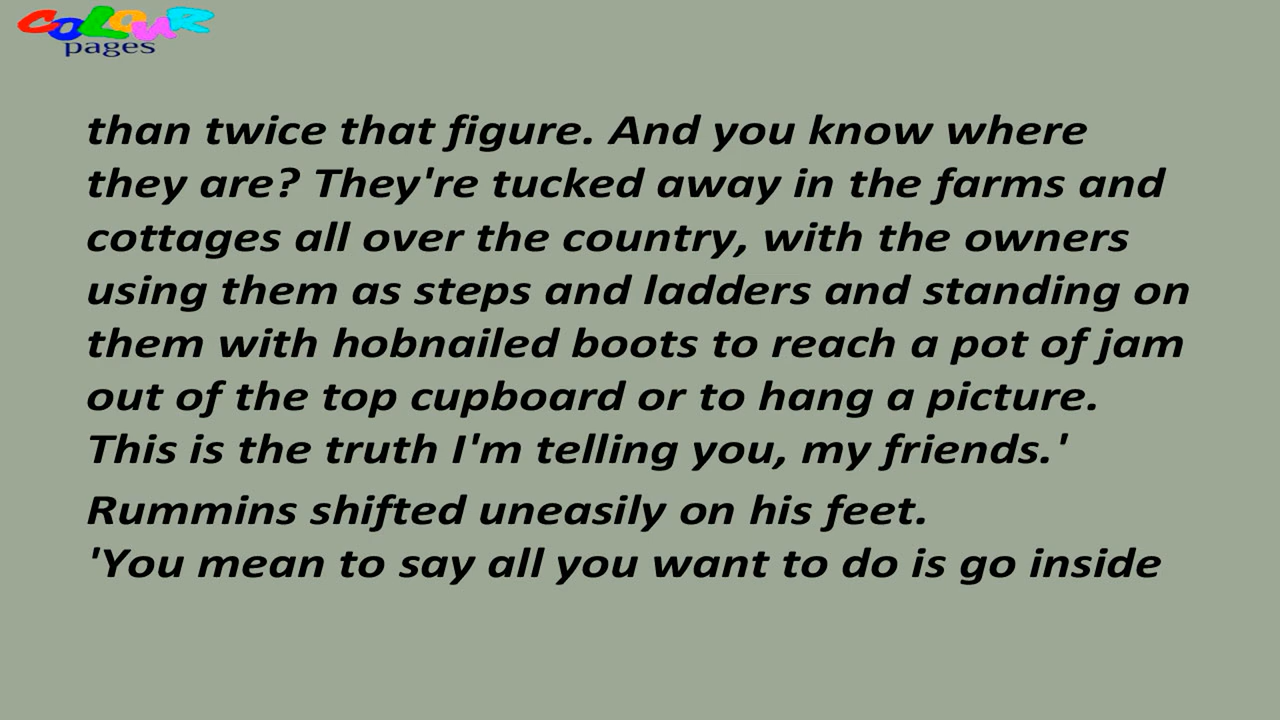 COLOUR
pages
than twice that figure. And you know where
they are? They're tucked away in the farms and
cottages all over the country, with the owners
using them as steps and ladders and standing on
them with hobnailed boots to reach a pot of jam
out of the top cupboard or to hang a picture.
This is the truth I'm telling you, my friends.'
Rummins shifted uneasily on his feet.
'You mean to say all you want to do is go inside